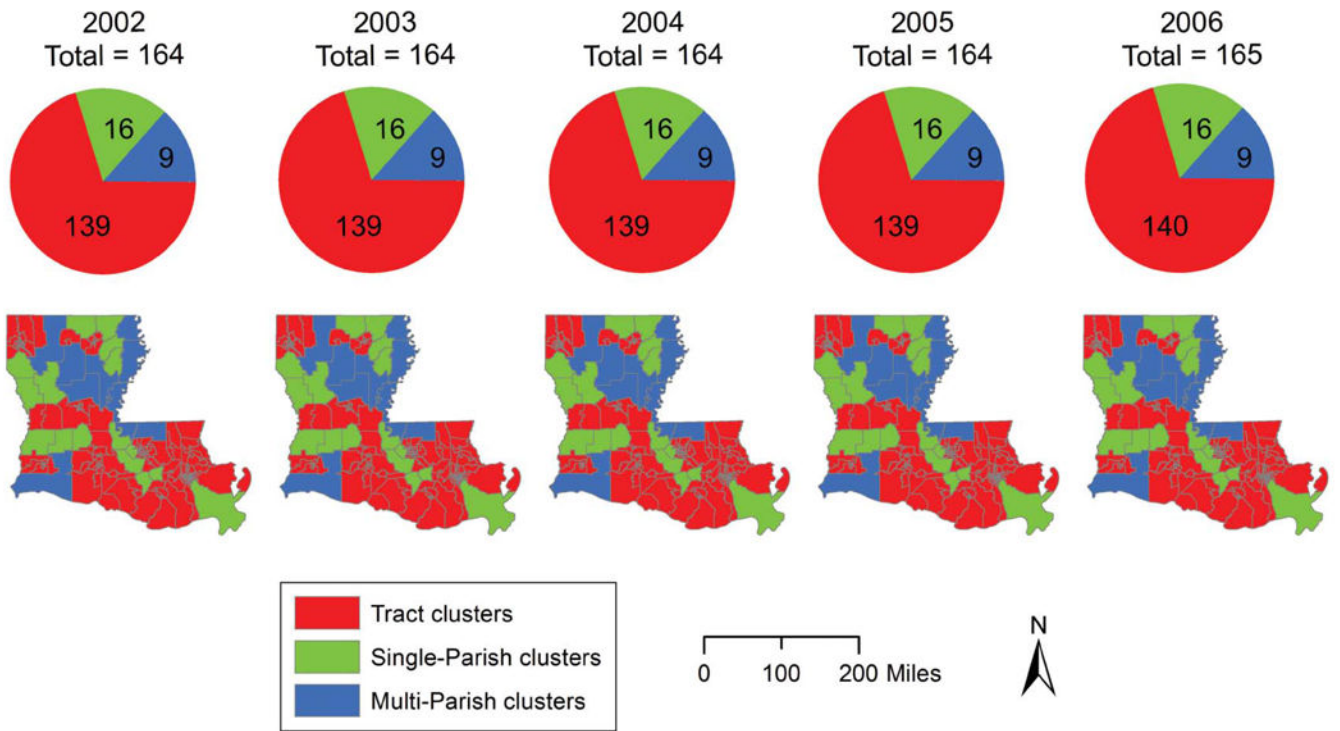 2002
Total = 164
2003
Total = 164
2004
Total = 164
2005
Total = 164
2006
Total = 165
16
9
139
16
9
139
16
9
139
16
9
139
16
9
140
Tract clusters
Single-Parish clusters
Multi-Parish clusters
0 100 200 Miles
N